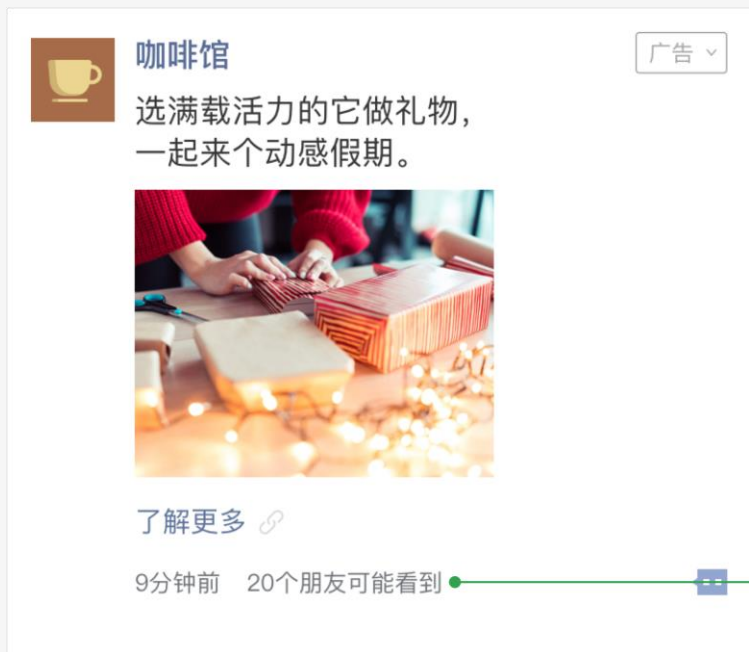 咖啡馆
广告
选满载活力的它做礼物，
一起来个动感假期。
了解更多
9分钟前 20个朋友可能看到